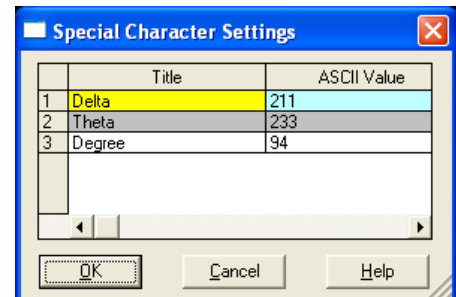 Special Character Settings
Title ASCII Value
1 Delta 211
2 Theta 233
3 Degree 94
OK Cancel Help